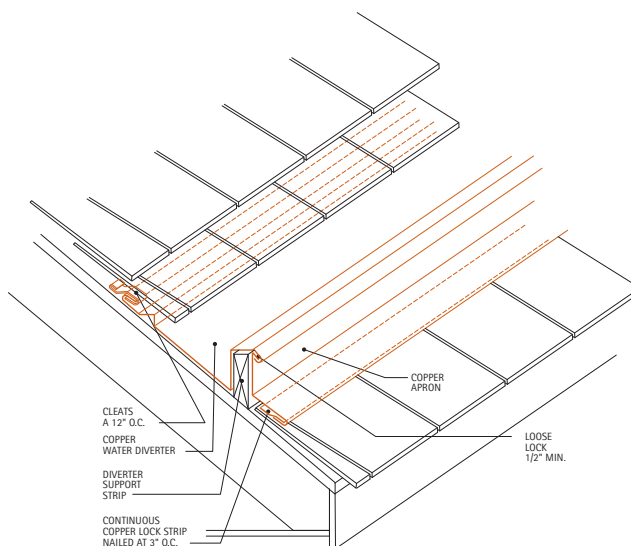 CLEATS
A 12" O.C.
COPPER
WATER DIVERTER
DIVERTER
SUPPORT
STRIP
CONTINUOUS
COPPER LOCK STRIP
NAILED AT 3" O.C.
COPPER
APRON
LOOSE
LOCK
1/2" MIN.